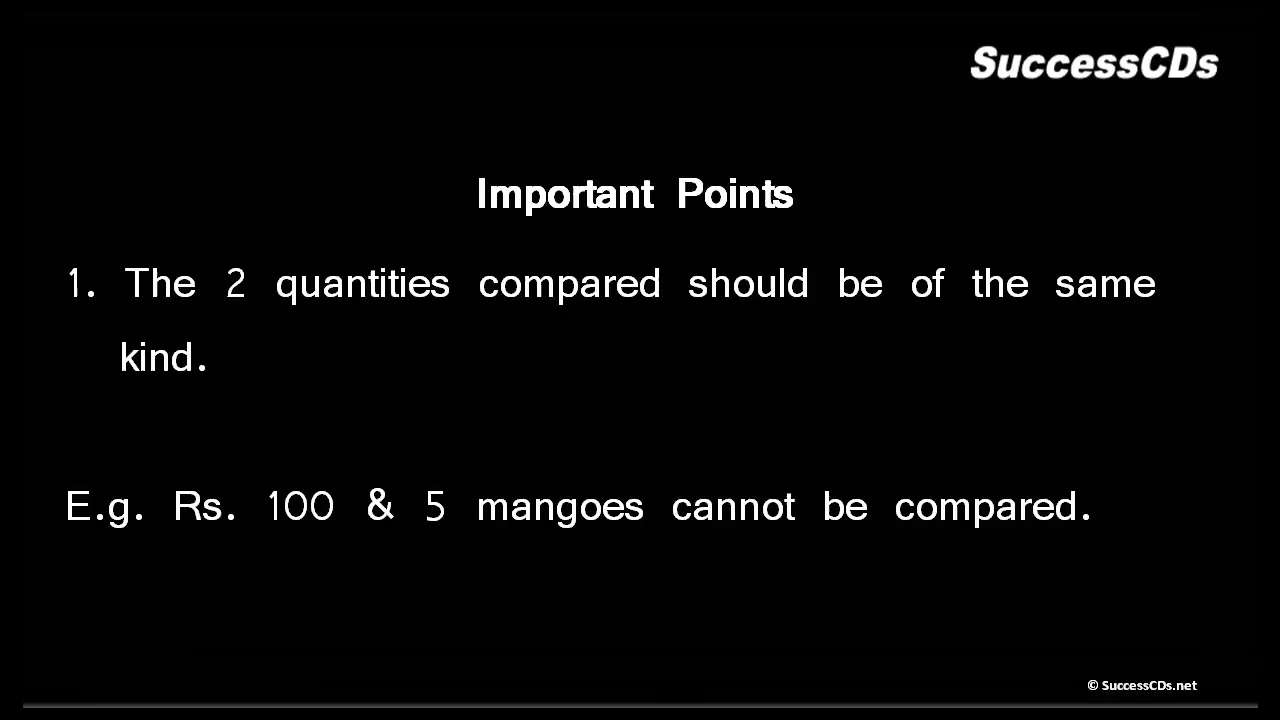 SuccessCDs
Important Points
1. The 2 quantities compared should be of the same
kind.
E.g. Rs. 100 & 5 mangoes cannot be compared.
© SuccessCDs.net